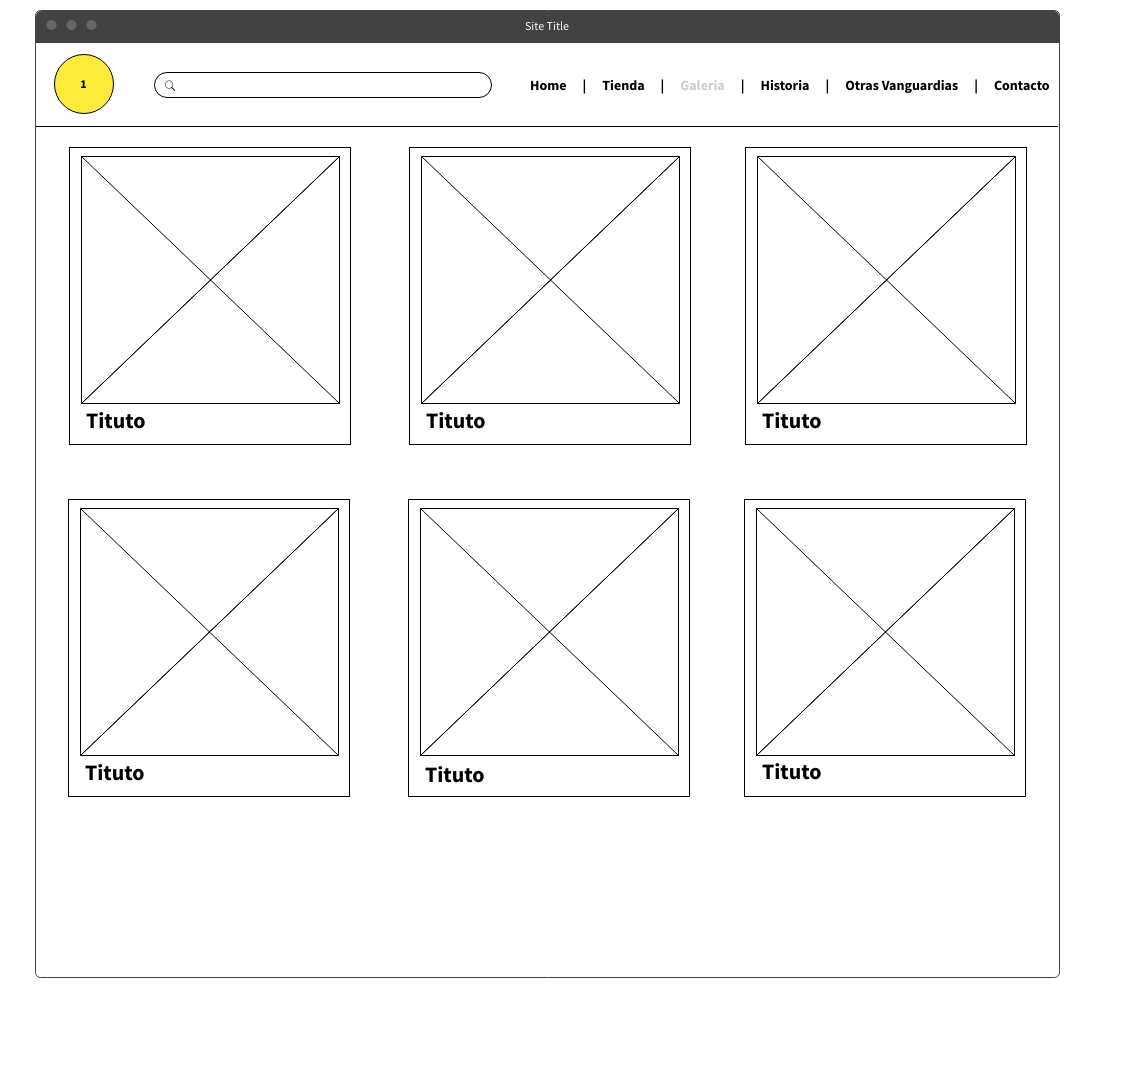 Site Title
1
Home | Tienda | Galeria | Historia | Otras Vanguardias | Contacto
Tituto Tituto Tituto
Tituto Tituto Tituto